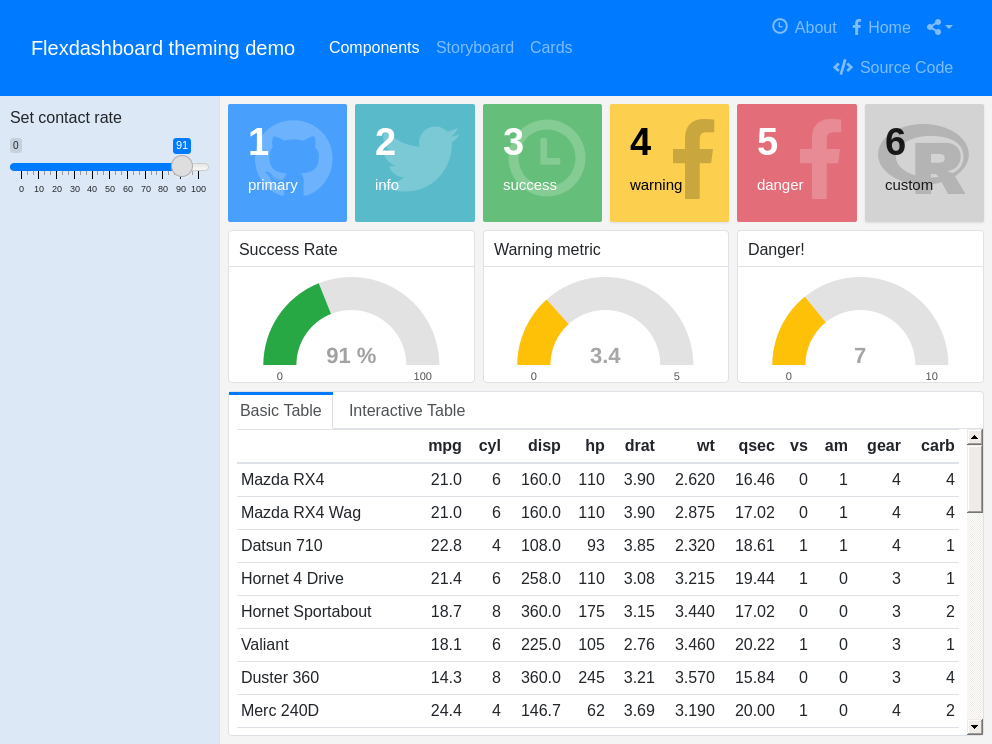 Flexdashboard theming demo
Components Storyboard Cards
About Home
Source Code
Set contact rate
0 91
0 10 20 30 40 50 60 70 80 90 100
1 2 3 4 5 6
primary info success warning danger custom
Success Rate Warning metric Danger!
91 % 3.4 7
0 100 0 5 0 10
Basic Table Interactive Table
mpg cyl disp hp drat wt qsec vs am gear carb
Mazda RX4 21.0 6 160.0 110 3.90 2.620 16.46 0 1 4 4
Mazda RX4 Wag 21.0 6 160.0 110 3.90 2.875 17.02 0 1 4 4
Datsun 710 22.8 4 108.0 93 3.85 2.320 18.61 1 1 4 1
Hornet 4 Drive 21.4 6 258.0 110 3.08 3.215 19.44 1 0 3 1
Hornet Sportabout 18.7 8 360.0 175 3.15 3.440 17.02 0 0 3 2
Valiant 18.1 6 225.0 105 2.76 3.460 20.22 1 0 3 1
Duster 360 14.3 8 360.0 245 3.21 3.570 15.84 0 0 3 4
Merc 240D 24.4 4 146.7 62 3.69 3.190 20.00 1 0 4 2